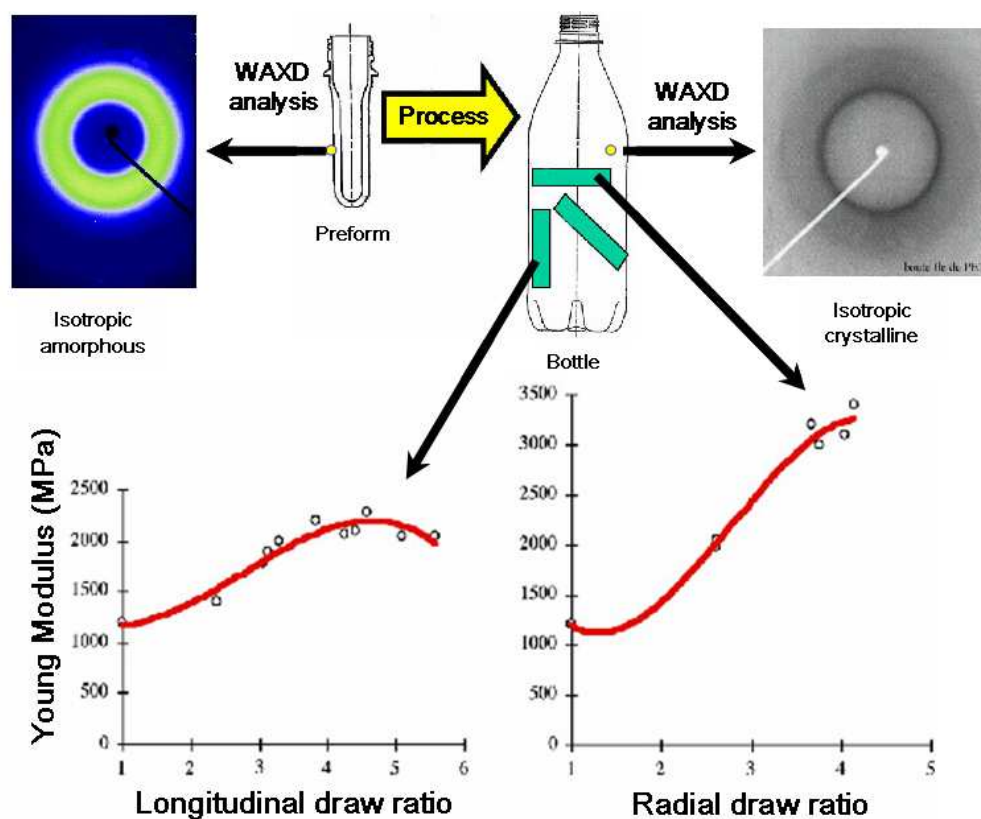 WAXD
analysis
Process
WAXD
analysis
Preform
Isotropic
amorphous
Bottle
Isotropic
crystalline
Young Modulus (MPa)
2500
2000
1500
1000
500
0
1
2
3
4
5
6
Longitudinal draw ratio
3500
3000
2500
2000
1500
1000
500
0
1
2
3
4
5
Radial draw ratio